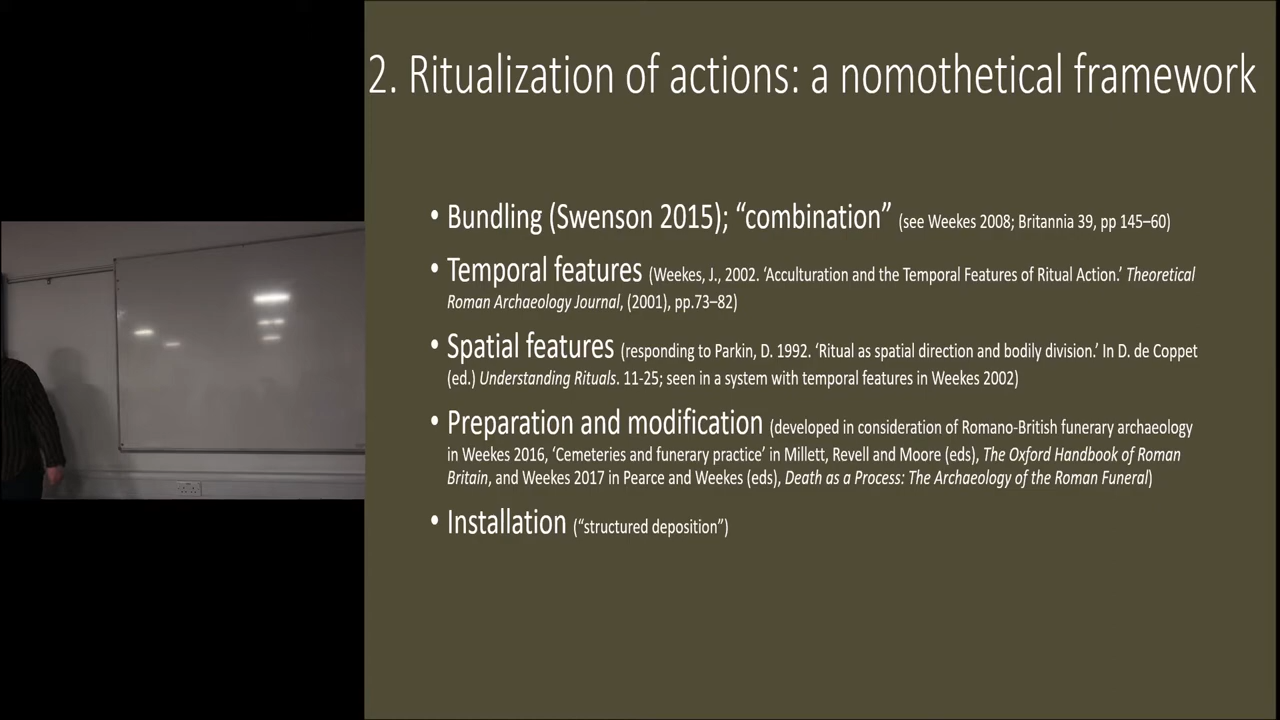 2. Ritualization of actions: a nomothetical framework
• Bundling (Swenson 2015); “combination” (see Weekes 2008; Britannia 39, pp 145–60)
• Temporal features (Weekes, J., 2002. ‘Acculturation and the Temporal Features of Ritual Action.’ Theoretical
Roman Archaeology Journal, (2001), pp.73–82)
• Spatial features (responding to Parkin, D. 1992. ‘Ritual as spatial direction and bodily division.’ In D. de Coppet
(ed.) Understanding Rituals. 11-25; seen in a system with temporal features in Weekes 2002)
• Preparation and modification (developed in consideration of Romano-British funerary archaeology
in Weekes 2016, ‘Cemeteries and funerary practice’ in Millett, Revell and Moore (eds), The Oxford Handbook of Roman
Britain, and Weekes 2017 in Pearce and Weekes (eds), Death as a Process: The Archaeology of the Roman Funeral)
• Installation (“structured deposition”)